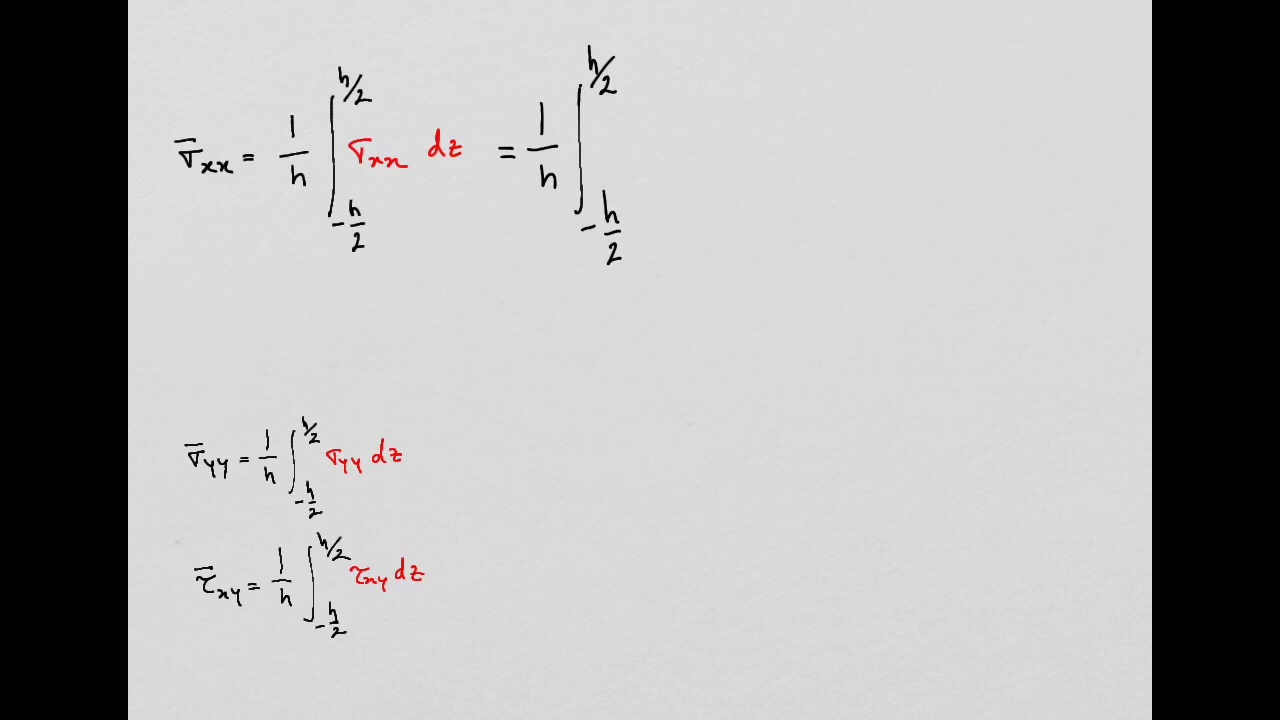 σ̄xx = 1/h ∫_{-h/2}^{h/2} σxx dz = 1/h ∫_{-h/2}^{h/2}
σ̄yy = 1/h ∫_{-h/2}^{h/2} σyy dz
τ̄xy = 1/h ∫_{-h/2}^{h/2} τxy dz